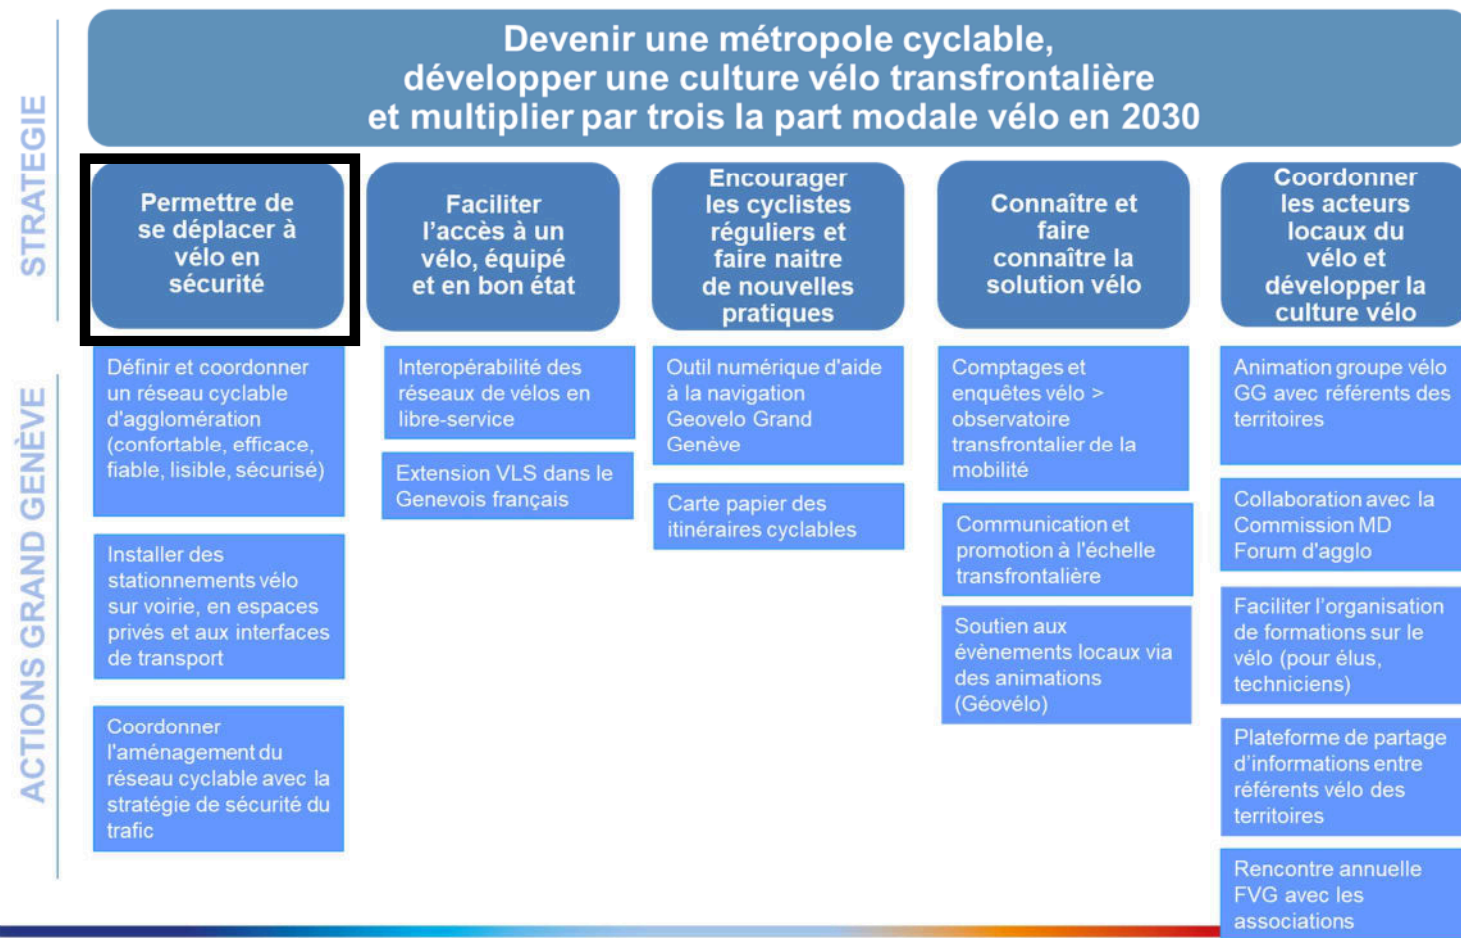 STRATEGIE
Devenir une métropole cyclable,
développer une culture vélo transfrontalière
et multiplier par trois la part modale vélo en 2030
Permettre de
se déplacer à
vélo en
sécurité
Faciliter
l'accès à un
vélo, équipé
et en bon état
Encourager
les cyclistes
réguliers et
faire naitre
de nouvelles
pratiques
Connaître et
faire
connaître la
solution vélo
Coordonner
les acteurs
locaux du
vélo et
développer la
culture vélo
ACTIONS GRAND GENÈVE
Définir et coordonner
un réseau cyclable
d'agglomération
(confortable, efficace,
fiable, lisible, sécurisé)
Installer des
stationnements vélo
sur voirie, en espaces
privés et aux interfaces
de transport
Coordonner
l'aménagement du
réseau cyclable avec la
stratégie de sécurité du
trafic
Interopérabilité des
réseaux de vélos en
libre-service
Extension VLS dans le
Genevois français
Outil numérique d'aide
à la navigation
Geovelo Grand
Genève
Carte papier des
itinéraires cyclables
Comptages et
enquêtes vélo >
observatoire
transfrontalier de la
mobilité
Communication et
promotion à l'échelle
transfrontalière
Soutien aux
évènements locaux via
des animations
(Géovélo)
Animation groupe vélo
GG avec référents des
territoires
Collaboration avec la
Commission MD
Forum d'agglo
Faciliter l'organisation
de formations sur le
vélo (pour élus,
techniciens)
Plateforme de partage
d'informations entre
référents vélo des
territoires
Rencontre annuelle
FVG avec les
associations